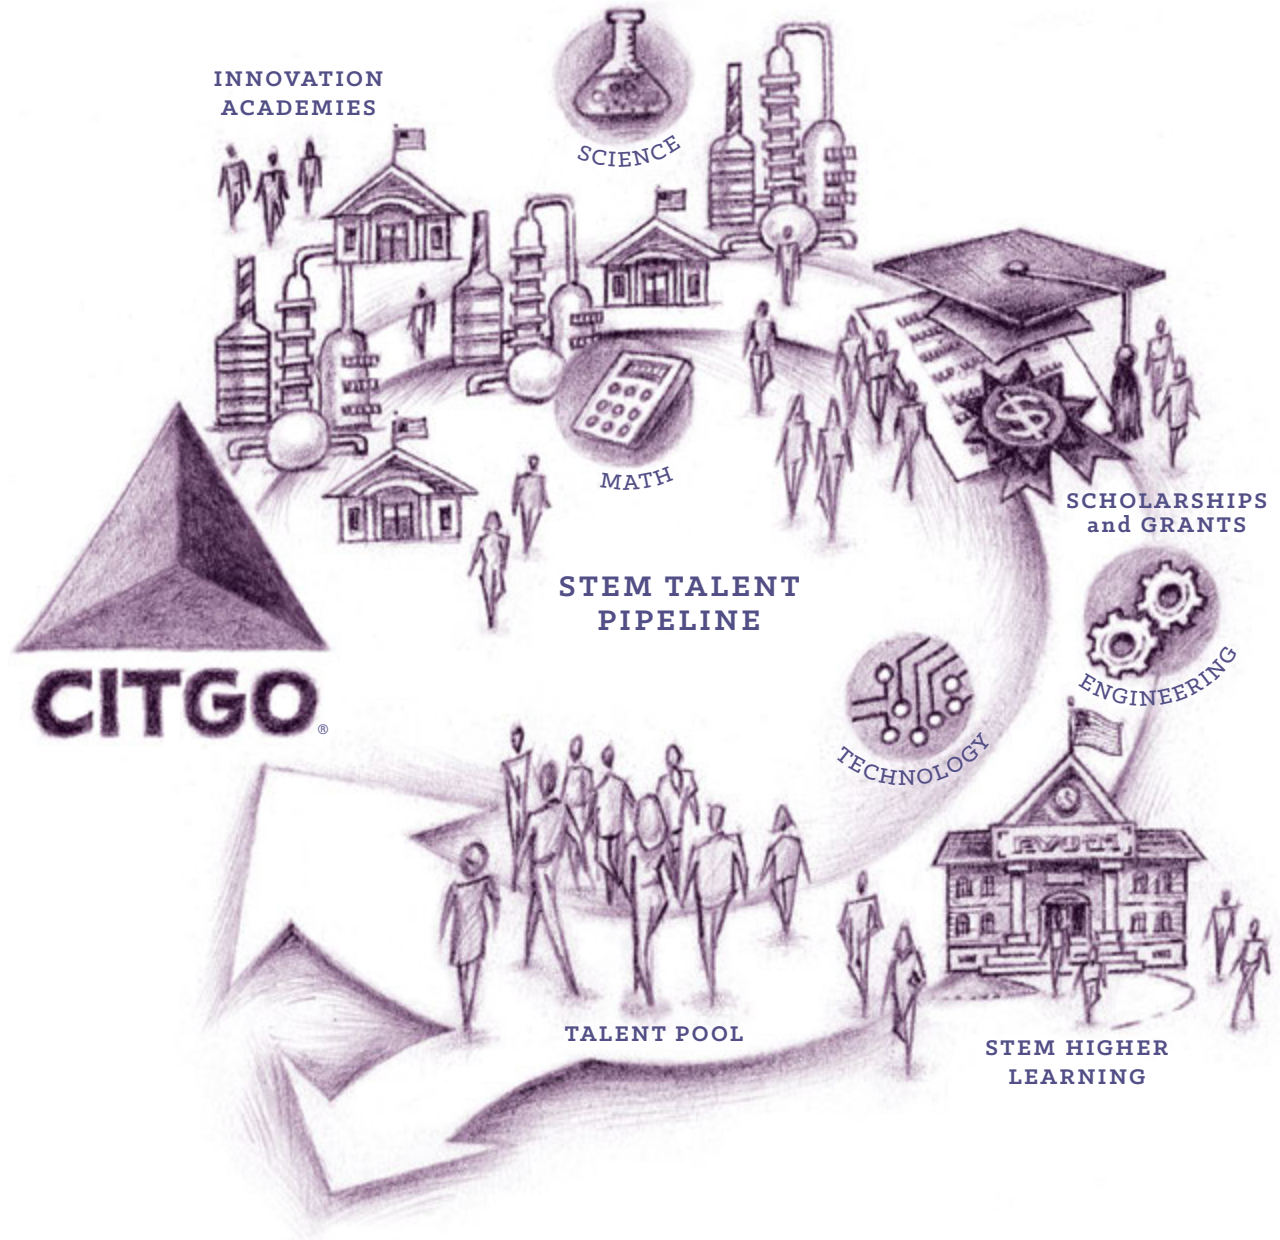 INNOVATION
ACADEMIES
SCIENCE
MATH
SCHOLARSHIPS
and GRANTS
STEM TALENT
PIPELINE
ENGINEERING
CITGO®
TECHNOLOGY
TALENT POOL
STEM HIGHER
LEARNING